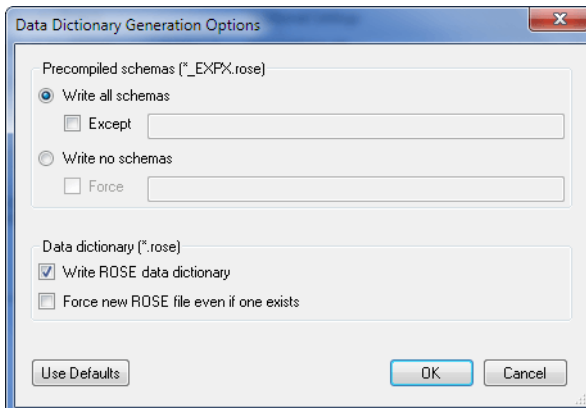 Data Dictionary Generation Options
Precompiled schemas (*_EXPX.rose)
Write all schemas
Except
Write no schemas
Force
Data dictionary (*.rose)
Write ROSE data dictionary
Force new ROSE file even if one exists
Use Defaults OK Cancel